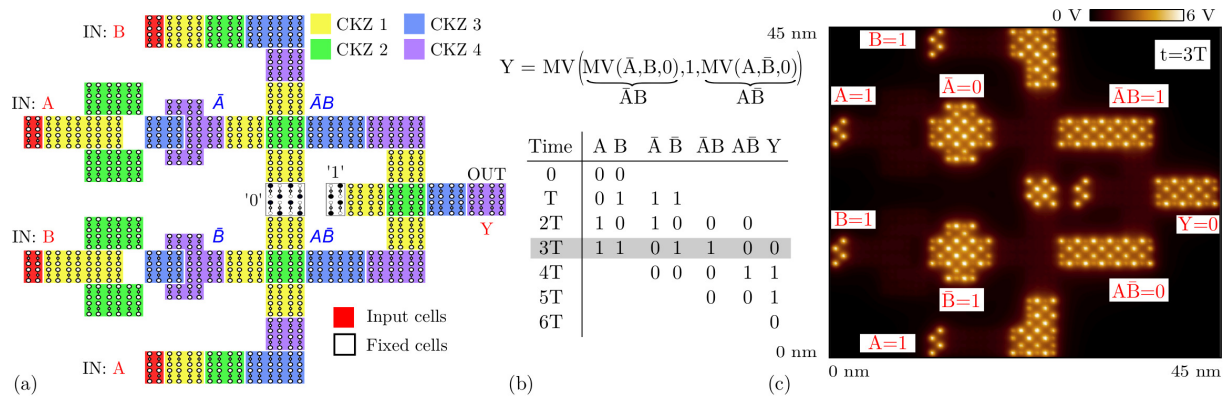 IN: B
CKZ 1
CKZ 3
CKZ 2
CKZ 4
IN: A
Ā
ĀB
'0'
'1'
OUT
Y
IN: B
B̄
AB̄
Input cells
Fixed cells
IN: A
(a)
Y = MV(MV(Ā,B,0),1,MV(A,B̄,0))
ĀB AB̄
Time A B Ā B̄ ĀB AB̄ Y
0 0 0
T 0 1 1 1
2T 1 0 1 0 0 0
3T 1 1 0 1 1 0 0
4T 0 0 0 1 1
5T 0 0 1
6T 0
(b)
0 V 6 V
45 nm
B=1
t=3T
A=1
Ā=0
ĀB=1
B=1
Y=0
B̄=1
AB̄=0
A=1
0 nm
0 nm 45 nm
(c)